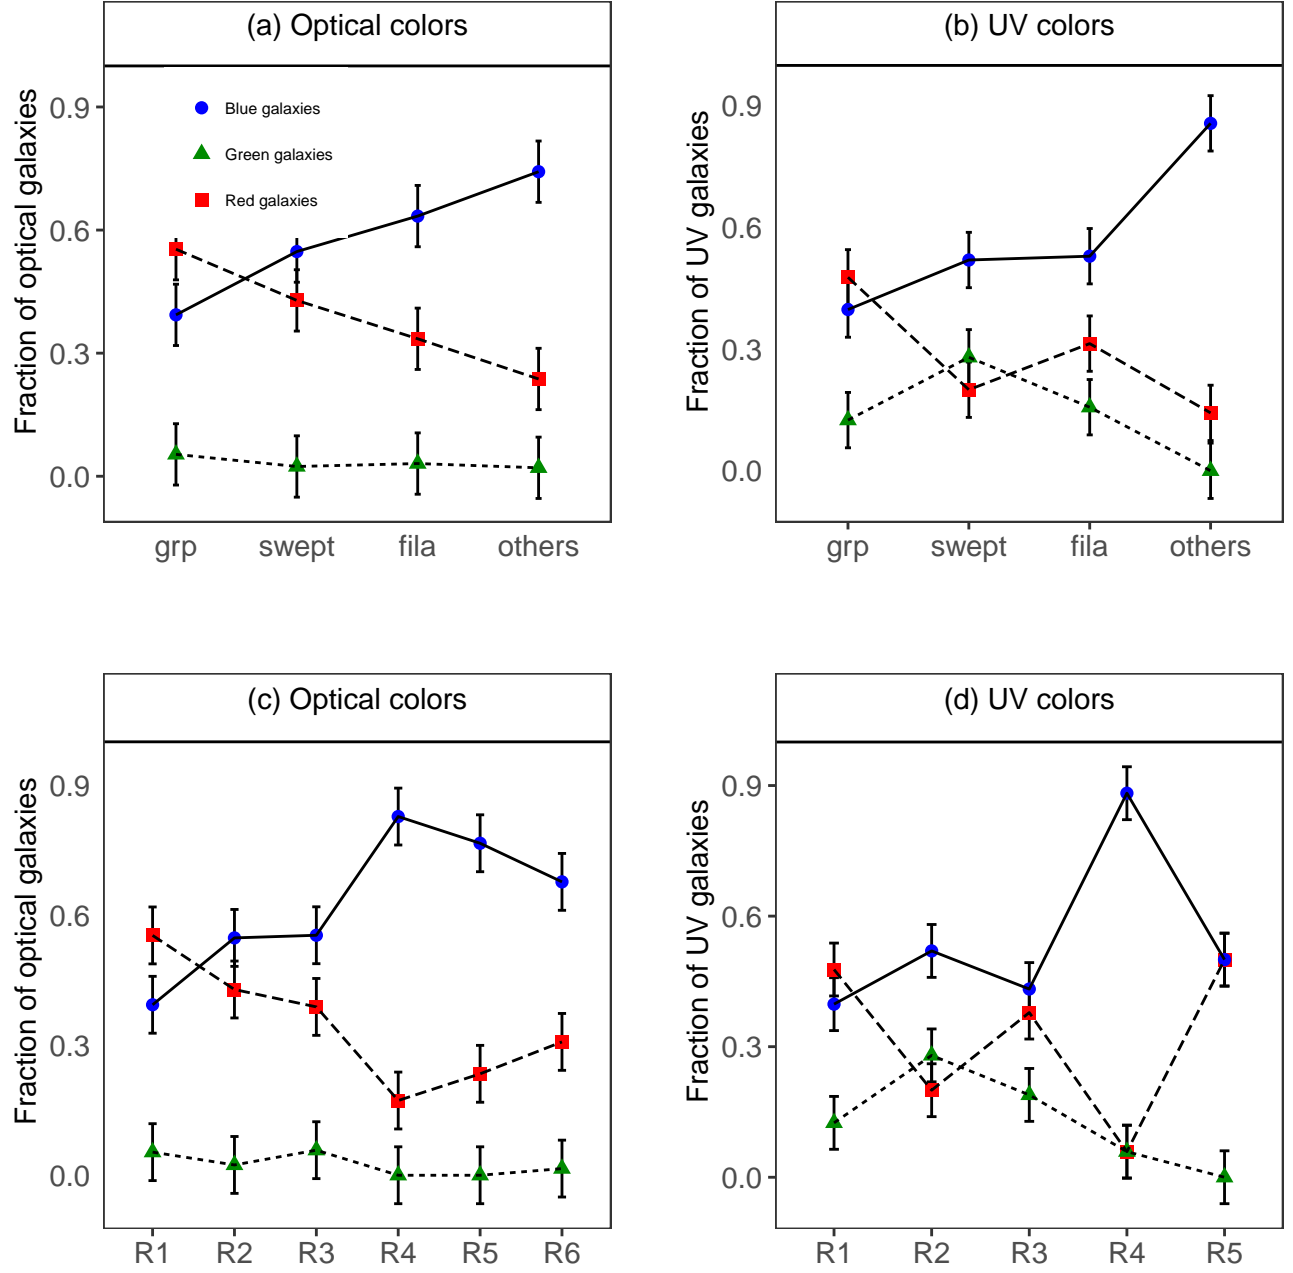 (a) Optical colors
Fraction of optical galaxies
0.9
0.6
0.3
0.0
Blue galaxies
Green galaxies
Red galaxies
grp swept fila others
(b) UV colors
Fraction of UV galaxies
0.9
0.6
0.3
0.0
grp swept fila others
(c) Optical colors
Fraction of optical galaxies
0.9
0.6
0.3
0.0
R1 R2 R3 R4 R5 R6
(d) UV colors
Fraction of UV galaxies
0.9
0.6
0.3
0.0
R1 R2 R3 R4 R5